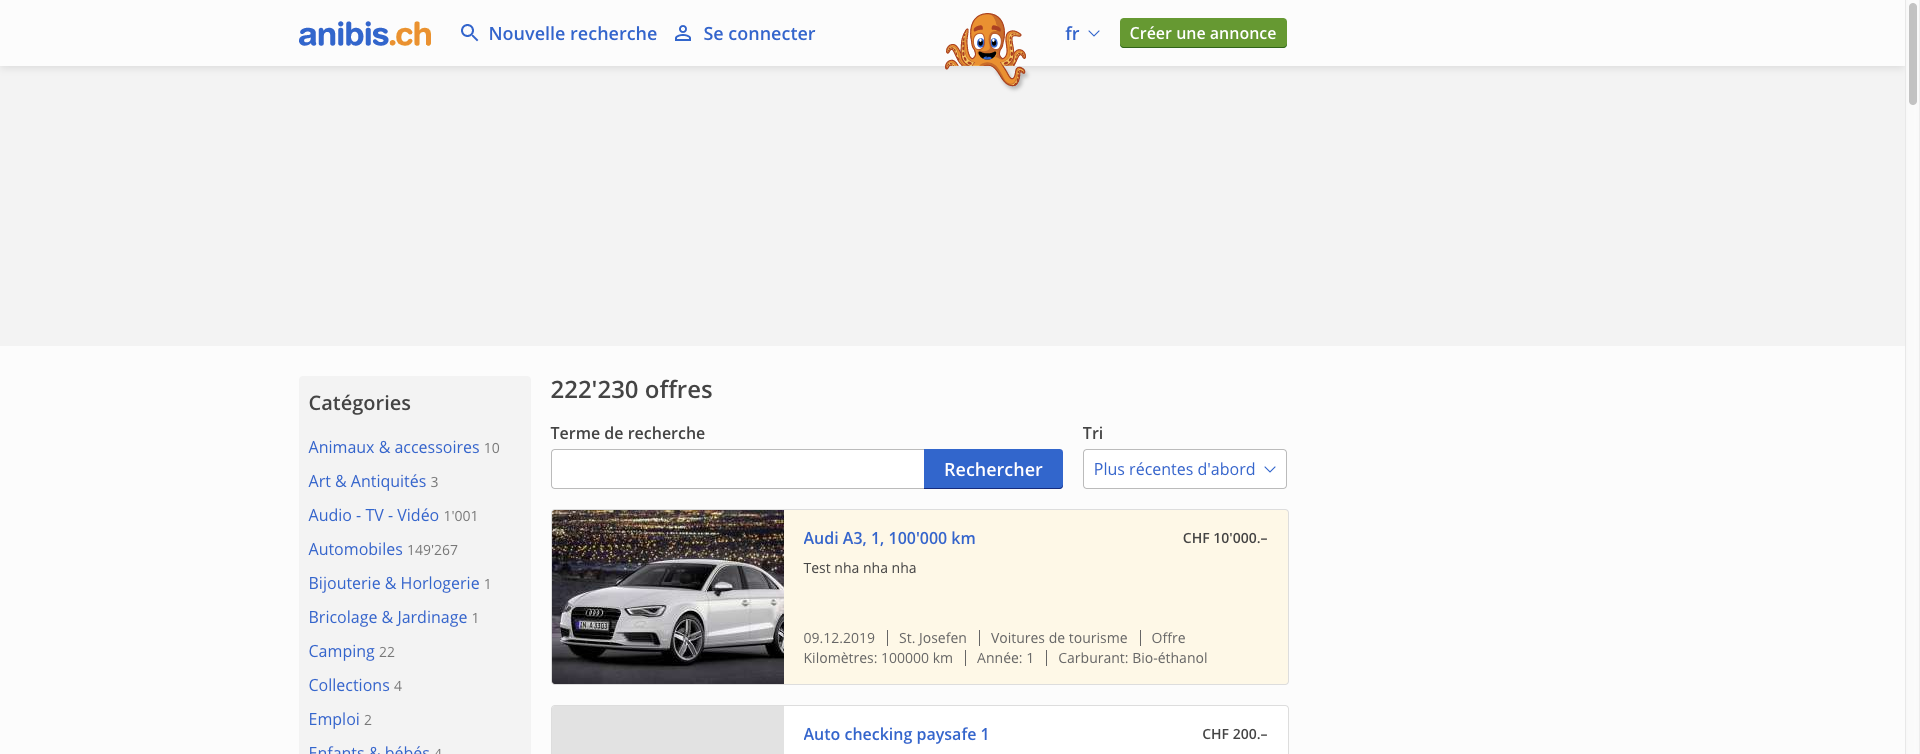 anibis.ch
Nouvelle recherche
Se connecter
fr
Créer une annonce
Catégories
Animaux & accessoires 10
Art & Antiquités 3
Audio - TV - Vidéo 1'001
Automobiles 149'267
Bijouterie & Horlogerie 1
Bricolage & Jardinage 1
Camping 22
Collections 4
Emploi 2
Enfants & bébés 4
222'230 offres
Terme de recherche
Rechercher
Tri
Plus récentes d'abord
Audi A3, 1, 100'000 km
CHF 10'000.–
Test nha nha nha
09.12.2019 | St. Josefen | Voitures de tourisme | Offre
Kilomètres: 100000 km | Année: 1 | Carburant: Bio-éthanol
Auto checking paysafe 1
CHF 200.–